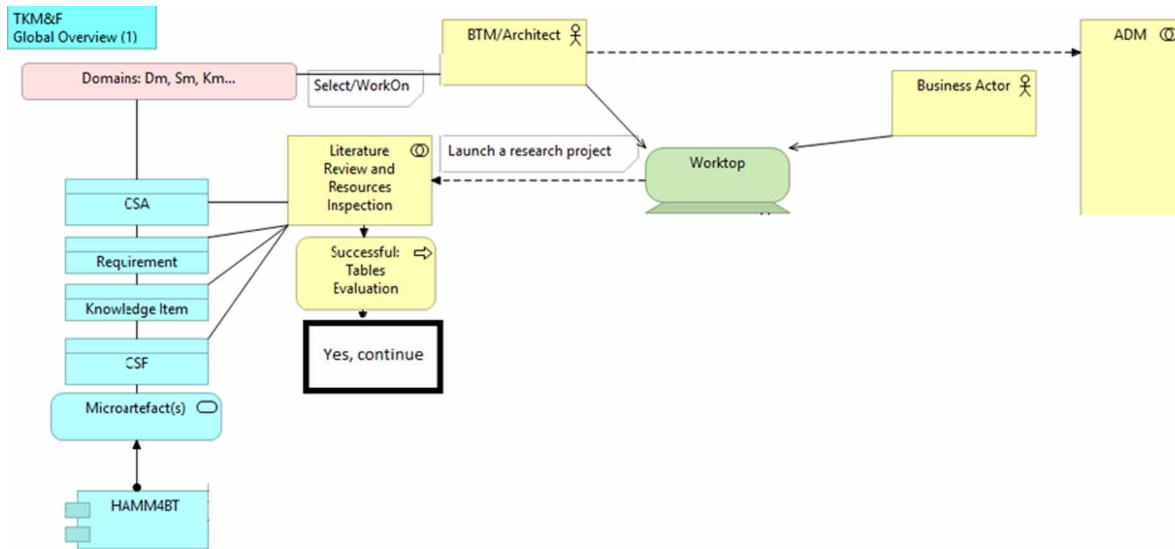 TKM&F
Global Overview (1)
BTM/Architect
ADM
Domains: Dm, Sm, Km...
Select/WorkOn
Business Actor
Literature
Review and
Resources
Inspection
Launch a research project
Worktop
CSA
Requirement
Successful:
Tables
Evaluation
Knowledge Item
Yes, continue
CSF
Microartefact(s)
HAMM4BT